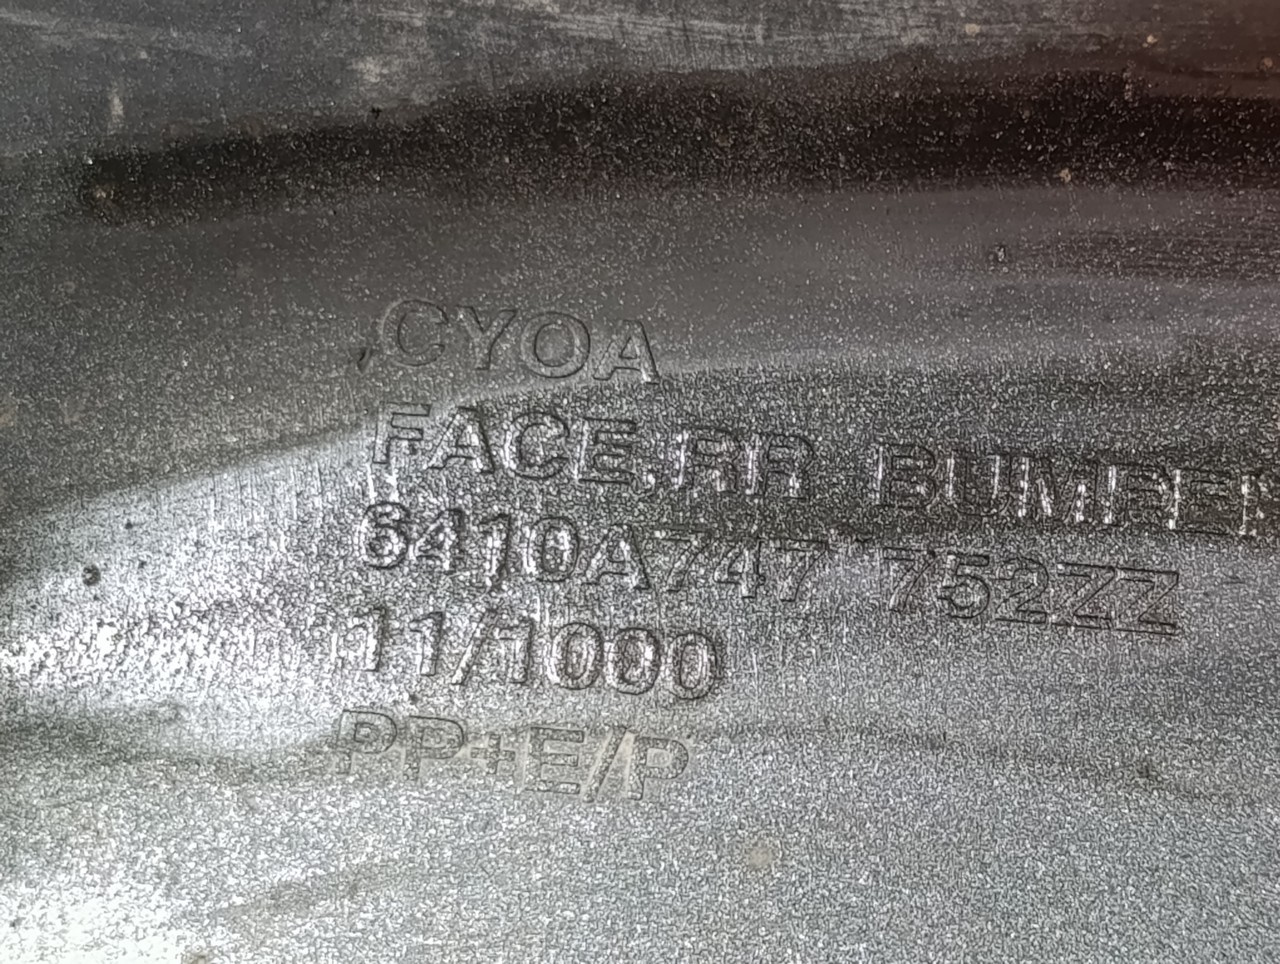 CYOA
FACE,RR BUMPER
6410A747 752ZZ
11/1000
PP+E/P